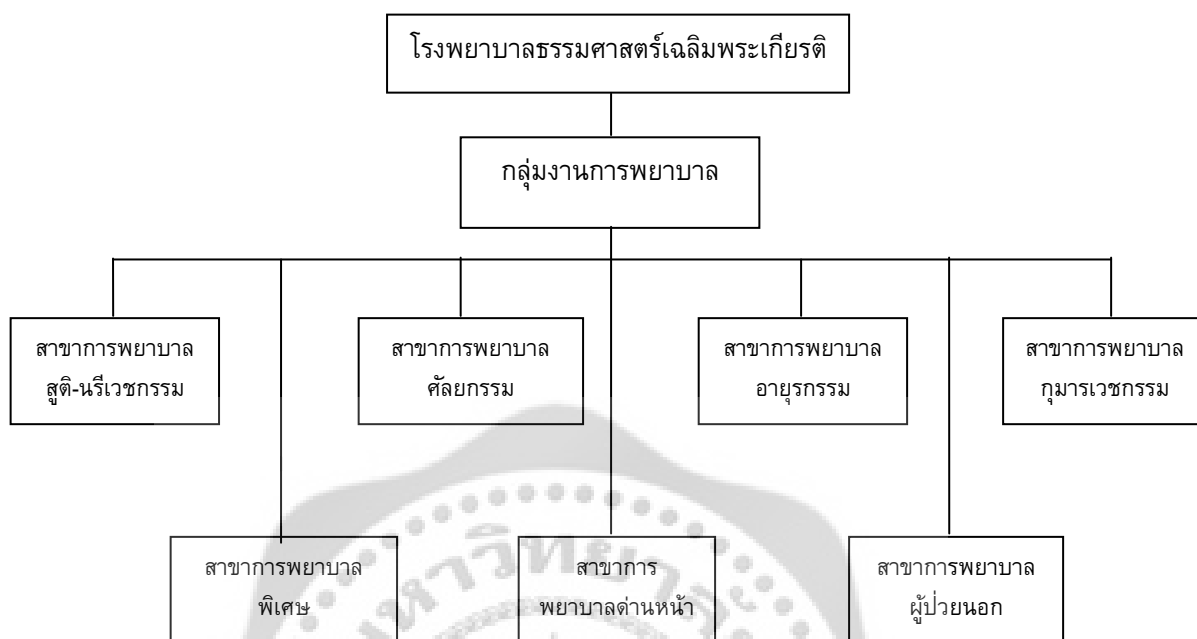 โรงพยาบาลธรรมศาสตร์เฉลิมพระเกียรติ
กลุ่มงานการพยาบาล
สาขาการพยาบาล
สูติ-นรีเวชกรรม
สาขาการพยาบาล
ศัลยกรรม
สาขาการพยาบาล
อายุรกรรม
สาขาการพยาบาล
กุมารเวชกรรม
สาขาการพยาบาล
พิเศษ
สาขาการ
พยาบาลด่านหน้า
สาขาการพยาบาล
ผู้ป่วยนอก